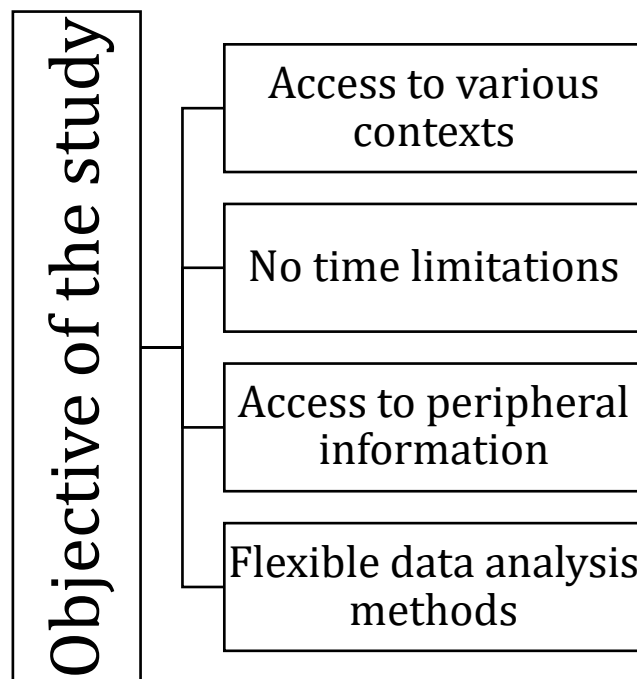 Objective of the study
Access to various
contexts
No time limitations
Access to peripheral
information
Flexible data analysis
methods